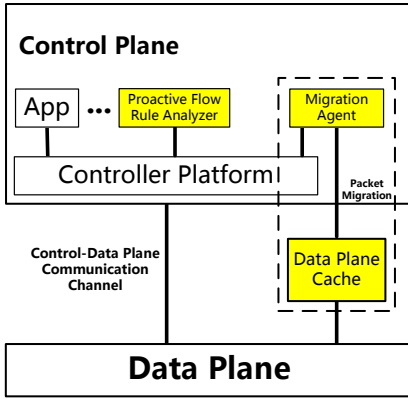 Control Plane
App
...
Proactive Flow
Rule Analyzer
Migration
Agent
Controller Platform
Packet
Migration
Control-Data Plane
Communication
Channel
Data Plane
Cache
Data Plane